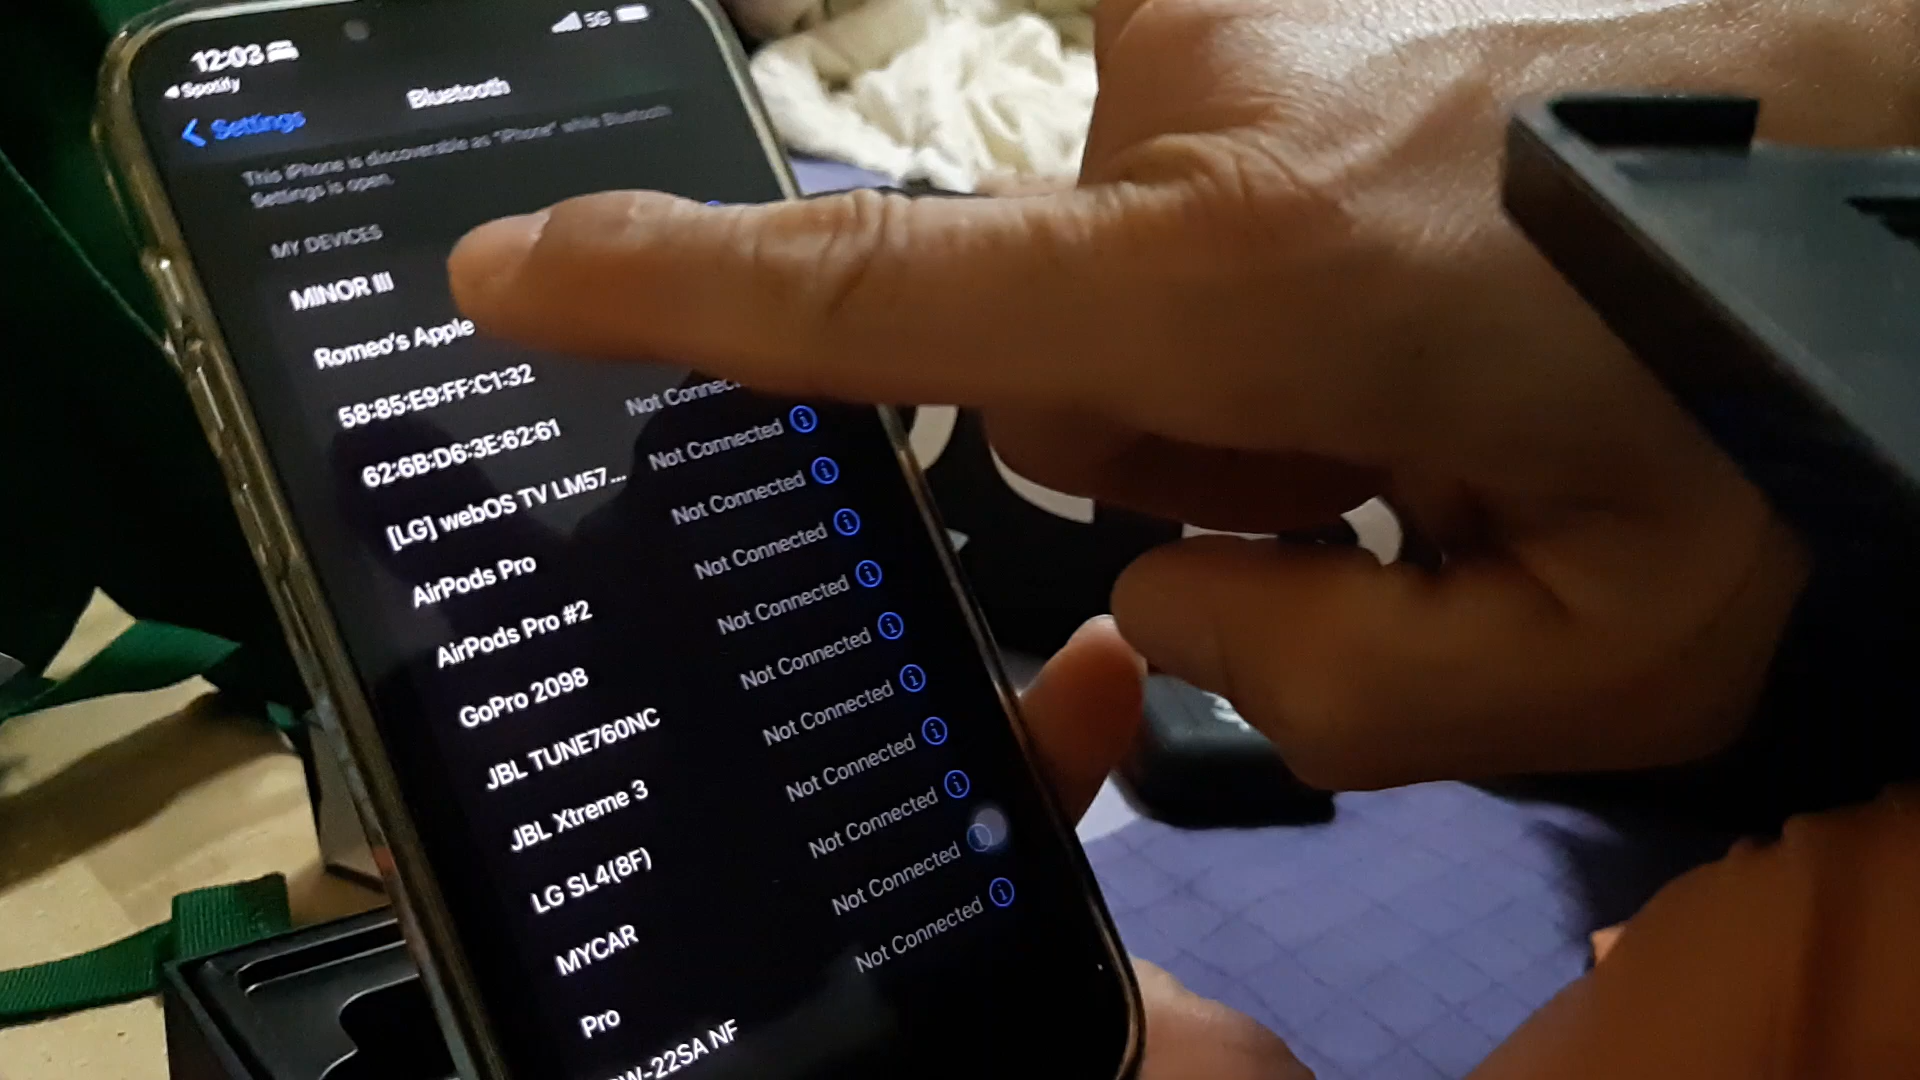 12:03 5G
◀ Spotify
Settings Bluetooth
This iPhone is discoverable as "iPhone" while Bluetooth
Settings is open.
MY DEVICES
MINOR III
Romeo's Apple
58:85:E9:FF:C1:32 Not Connec
62:6B:D6:3E:62:61 Not Connected
[LG] webOS TV LM57... Not Connected
AirPods Pro Not Connected
AirPods Pro #2 Not Connected
GoPro 2098 Not Connected
JBL TUNE760NC Not Connected
JBL Xtreme 3 Not Connected
LG SL4(8F) Not Connected
MYCAR Not Connected
Pro Not Connected
W-22SA NF